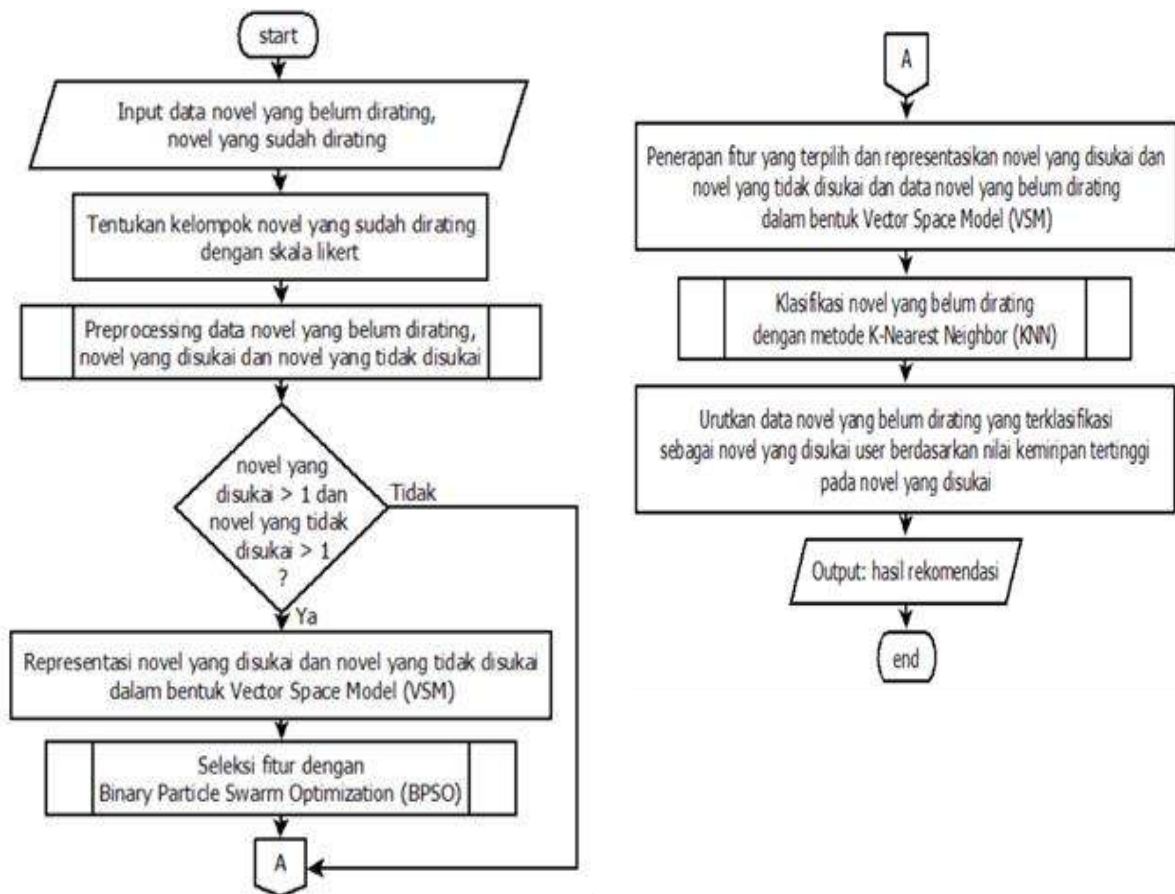 start
Input data novel yang belum dirating,
novel yang sudah dirating
Tentukan kelompok novel yang sudah dirating
dengan skala likert
Preprocessing data novel yang belum dirating,
novel yang disukai dan novel yang tidak disukai
novel yang
disukai > 1 dan
novel yang tidak
disukai > 1
?
Tidak
Ya
Representasi novel yang disukai dan novel yang tidak disukai
dalam bentuk Vector Space Model (VSM)
Seleksi fitur dengan
Binary Particle Swarm Optimization (BPSO)
A
A
Penerapan fitur yang terpilih dan representasikan novel yang disukai dan
novel yang tidak disukai dan data novel yang belum dirating
dalam bentuk Vector Space Model (VSM)
Klasifikasi novel yang belum dirating
dengan metode K-Nearest Neighbor (KNN)
Urutkan data novel yang belum dirating yang terklasifikasi
sebagai novel yang disukai user berdasarkan nilai kemiripan tertinggi
pada novel yang disukai
Output: hasil rekomendasi
end